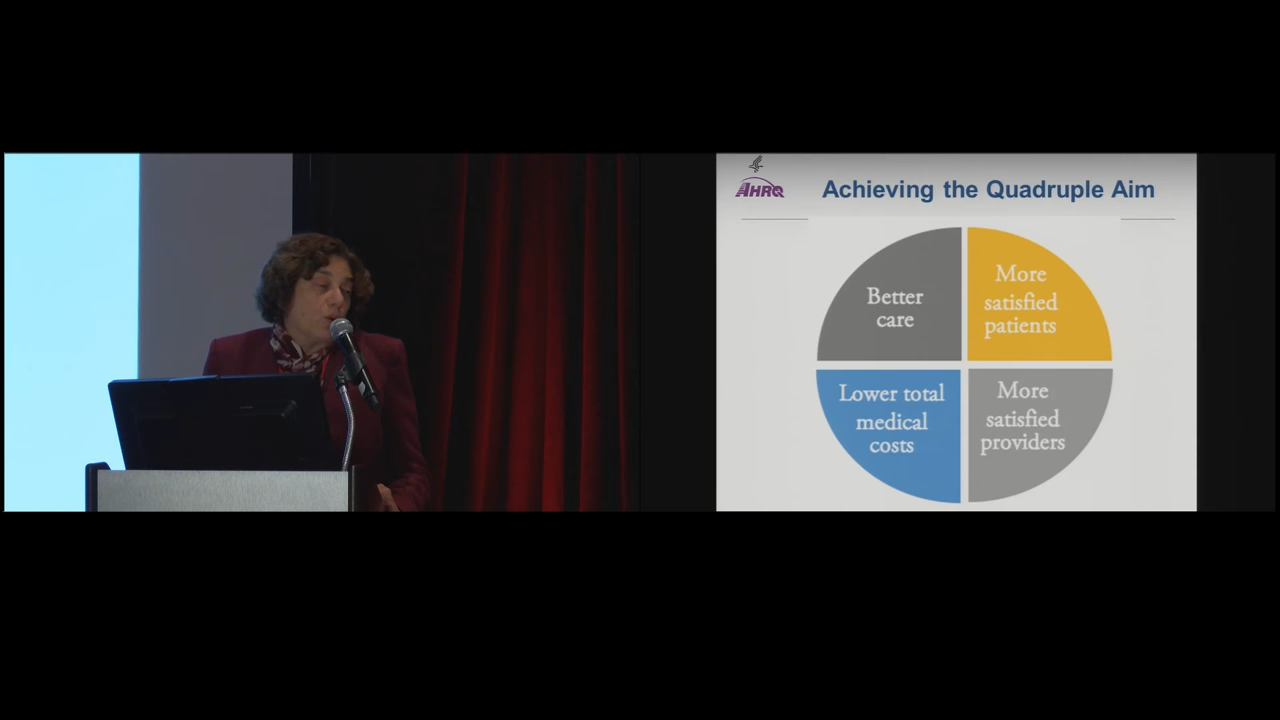 AHRQ
Achieving the Quadruple Aim
Better
care
More
satisfied
patients
Lower total
medical
costs
More
satisfied
providers